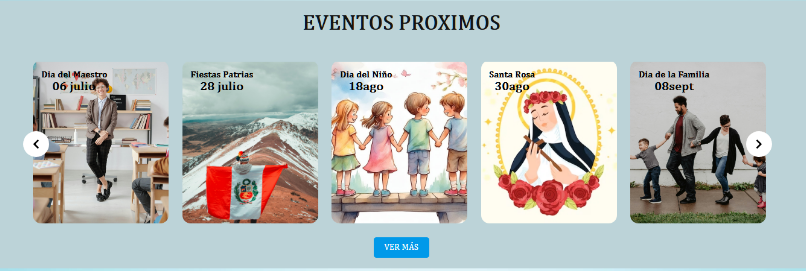 EVENTOS PROXIMOS
Dia del Maestro
06 julio
Fiestas Patrias
28 julio
Dia del Niño
18ago
Santa Rosa
30ago
Dia de la Familia
08sept
VER MÁS